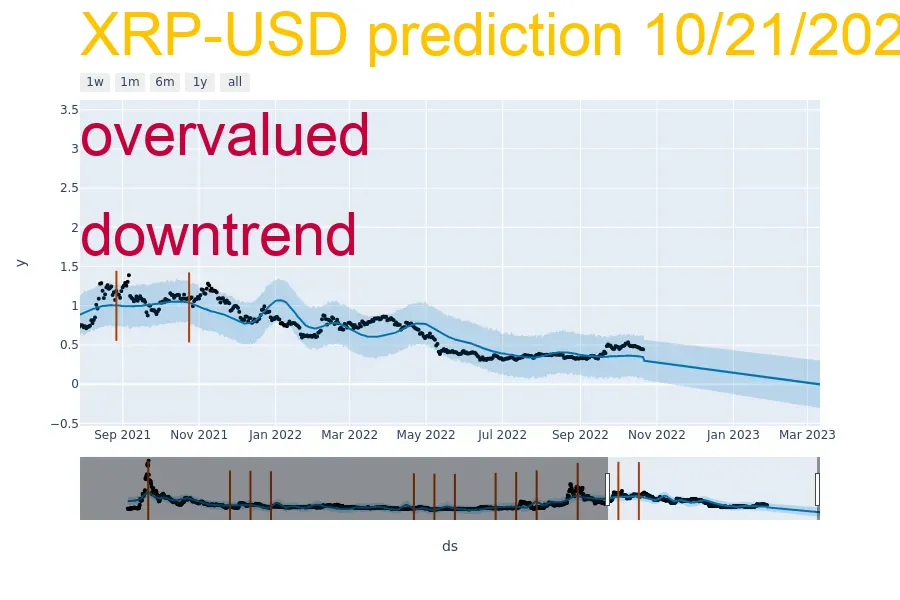 XRP-USD prediction 10/21/202
1w 1m 6m 1y all
3.5
overvalued
3
2.5
2
downtrend
1.5
1
0.5
0
−0.5
y
Sep 2021 Nov 2021 Jan 2022 Mar 2022 May 2022 Jul 2022 Sep 2022 Nov 2022 Jan 2023 Mar 2023
ds